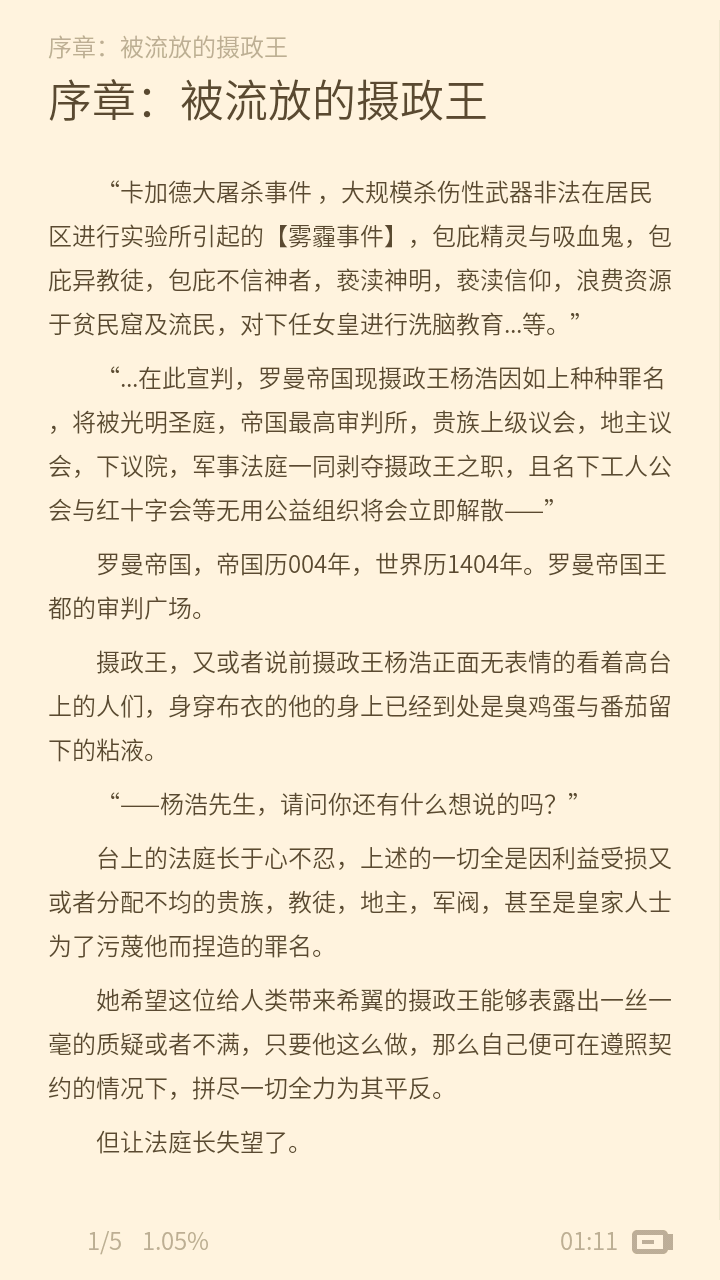 序章：被流放的摄政王
序章：被流放的摄政王
“卡加德大屠杀事件 ，大规模杀伤性武器非法在居民
区进行实验所引起的【雾霾事件】，包庇精灵与吸血鬼，包
庇异教徒，包庇不信神者，亵渎神明，亵渎信仰，浪费资源
于贫民窟及流民，对下任女皇进行洗脑教育...等。”
“...在此宣判，罗曼帝国现摄政王杨浩因如上种种罪名
，将被光明圣庭，帝国最高审判所，贵族上级议会，地主议
会，下议院，军事法庭一同剥夺摄政王之职，且名下工人公
会与红十字会等无用公益组织将会立即解散——”
罗曼帝国，帝国历004年，世界历1404年。罗曼帝国王
都的审判广场。
摄政王，又或者说前摄政王杨浩正面无表情的看着高台
上的人们，身穿布衣的他的身上已经到处是臭鸡蛋与番茄留
下的粘液。
“——杨浩先生，请问你还有什么想说的吗？”
台上的法庭长于心不忍，上述的一切全是因利益受损又
或者分配不均的贵族，教徒，地主，军阀，甚至是皇家人士
为了污蔑他而捏造的罪名。
她希望这位给人类带来希翼的摄政王能够表露出一丝一
毫的质疑或者不满，只要他这么做，那么自己便可在遵照契
约的情况下，拼尽一切全力为其平反。
但让法庭长失望了。
1/5 1.05% 01:11